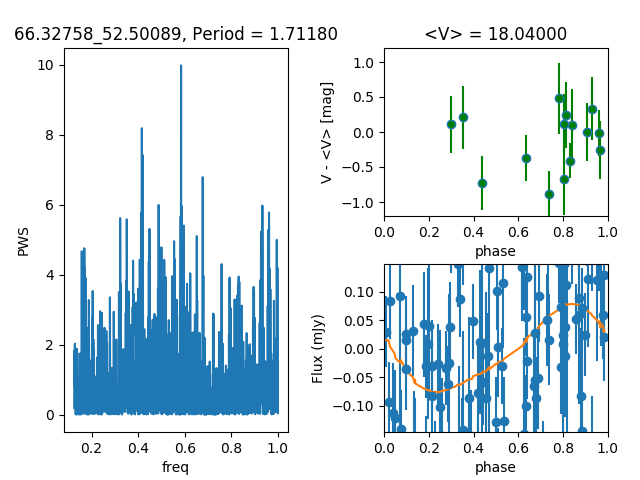 66.32758_52.50089, Period = 1.71180
<V> = 18.04000
PWS
10
8
6
4
2
0
0.2 0.4 0.6 0.8 1.0
freq
V - <V> [mag]
1.0
0.5
0.0
−0.5
−1.0
0.0 0.2 0.4 0.6 0.8 1.0
phase
Flux (mJy)
0.10
0.05
0.00
−0.05
−0.10
0.0 0.2 0.4 0.6 0.8 1.0
phase